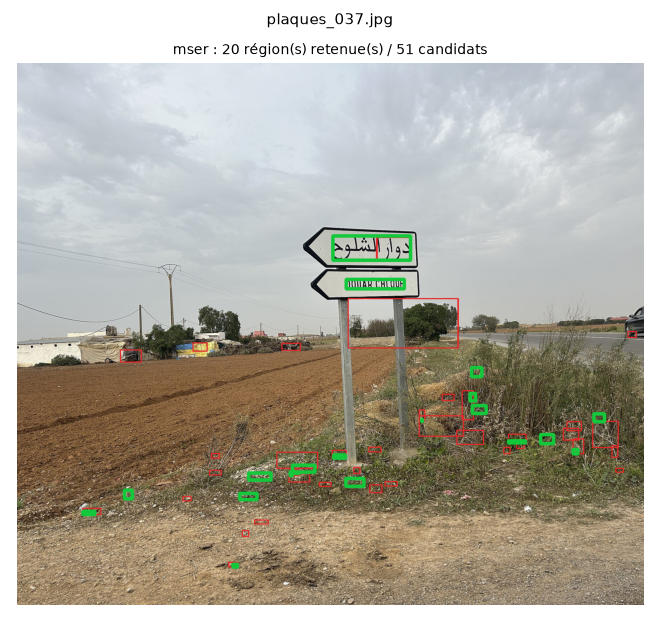 plaques_037.jpg
mser : 20 région(s) retenue(s) / 51 candidats
دوار الشلوح
DOUAR CHLOUH